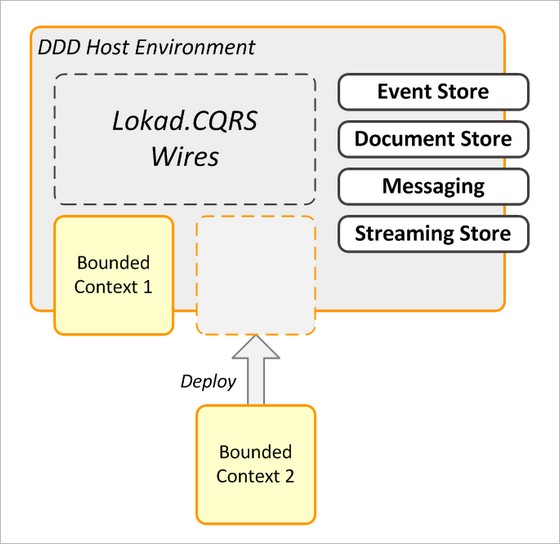 DDD Host Environment
Lokad.CQRS
Wires
Event Store
Document Store
Messaging
Streaming Store
Bounded
Context 1
Deploy
Bounded
Context 2